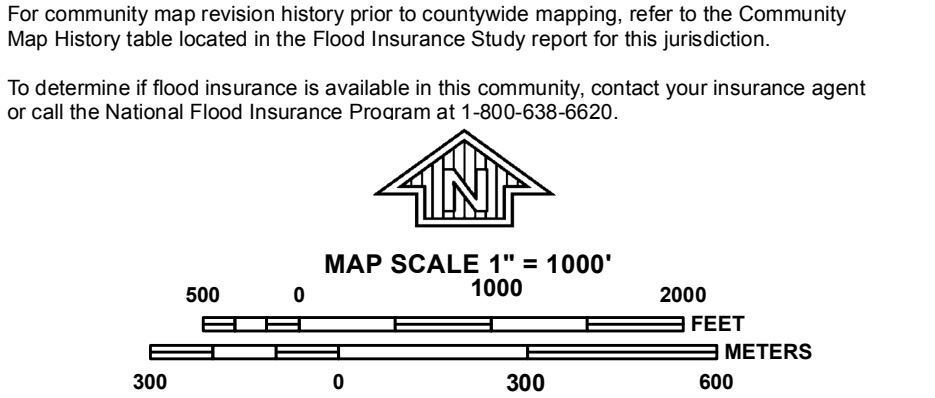 For community map revision history prior to countywide mapping, refer to the Community
Map History table located in the Flood Insurance Study report for this jurisdiction.
To determine if flood insurance is available in this community, contact your insurance agent
or call the National Flood Insurance Program at 1-800-638-6620.
N
MAP SCALE 1" = 1000'
500 0 1000 2000
FEET
METERS
300 0 300 600